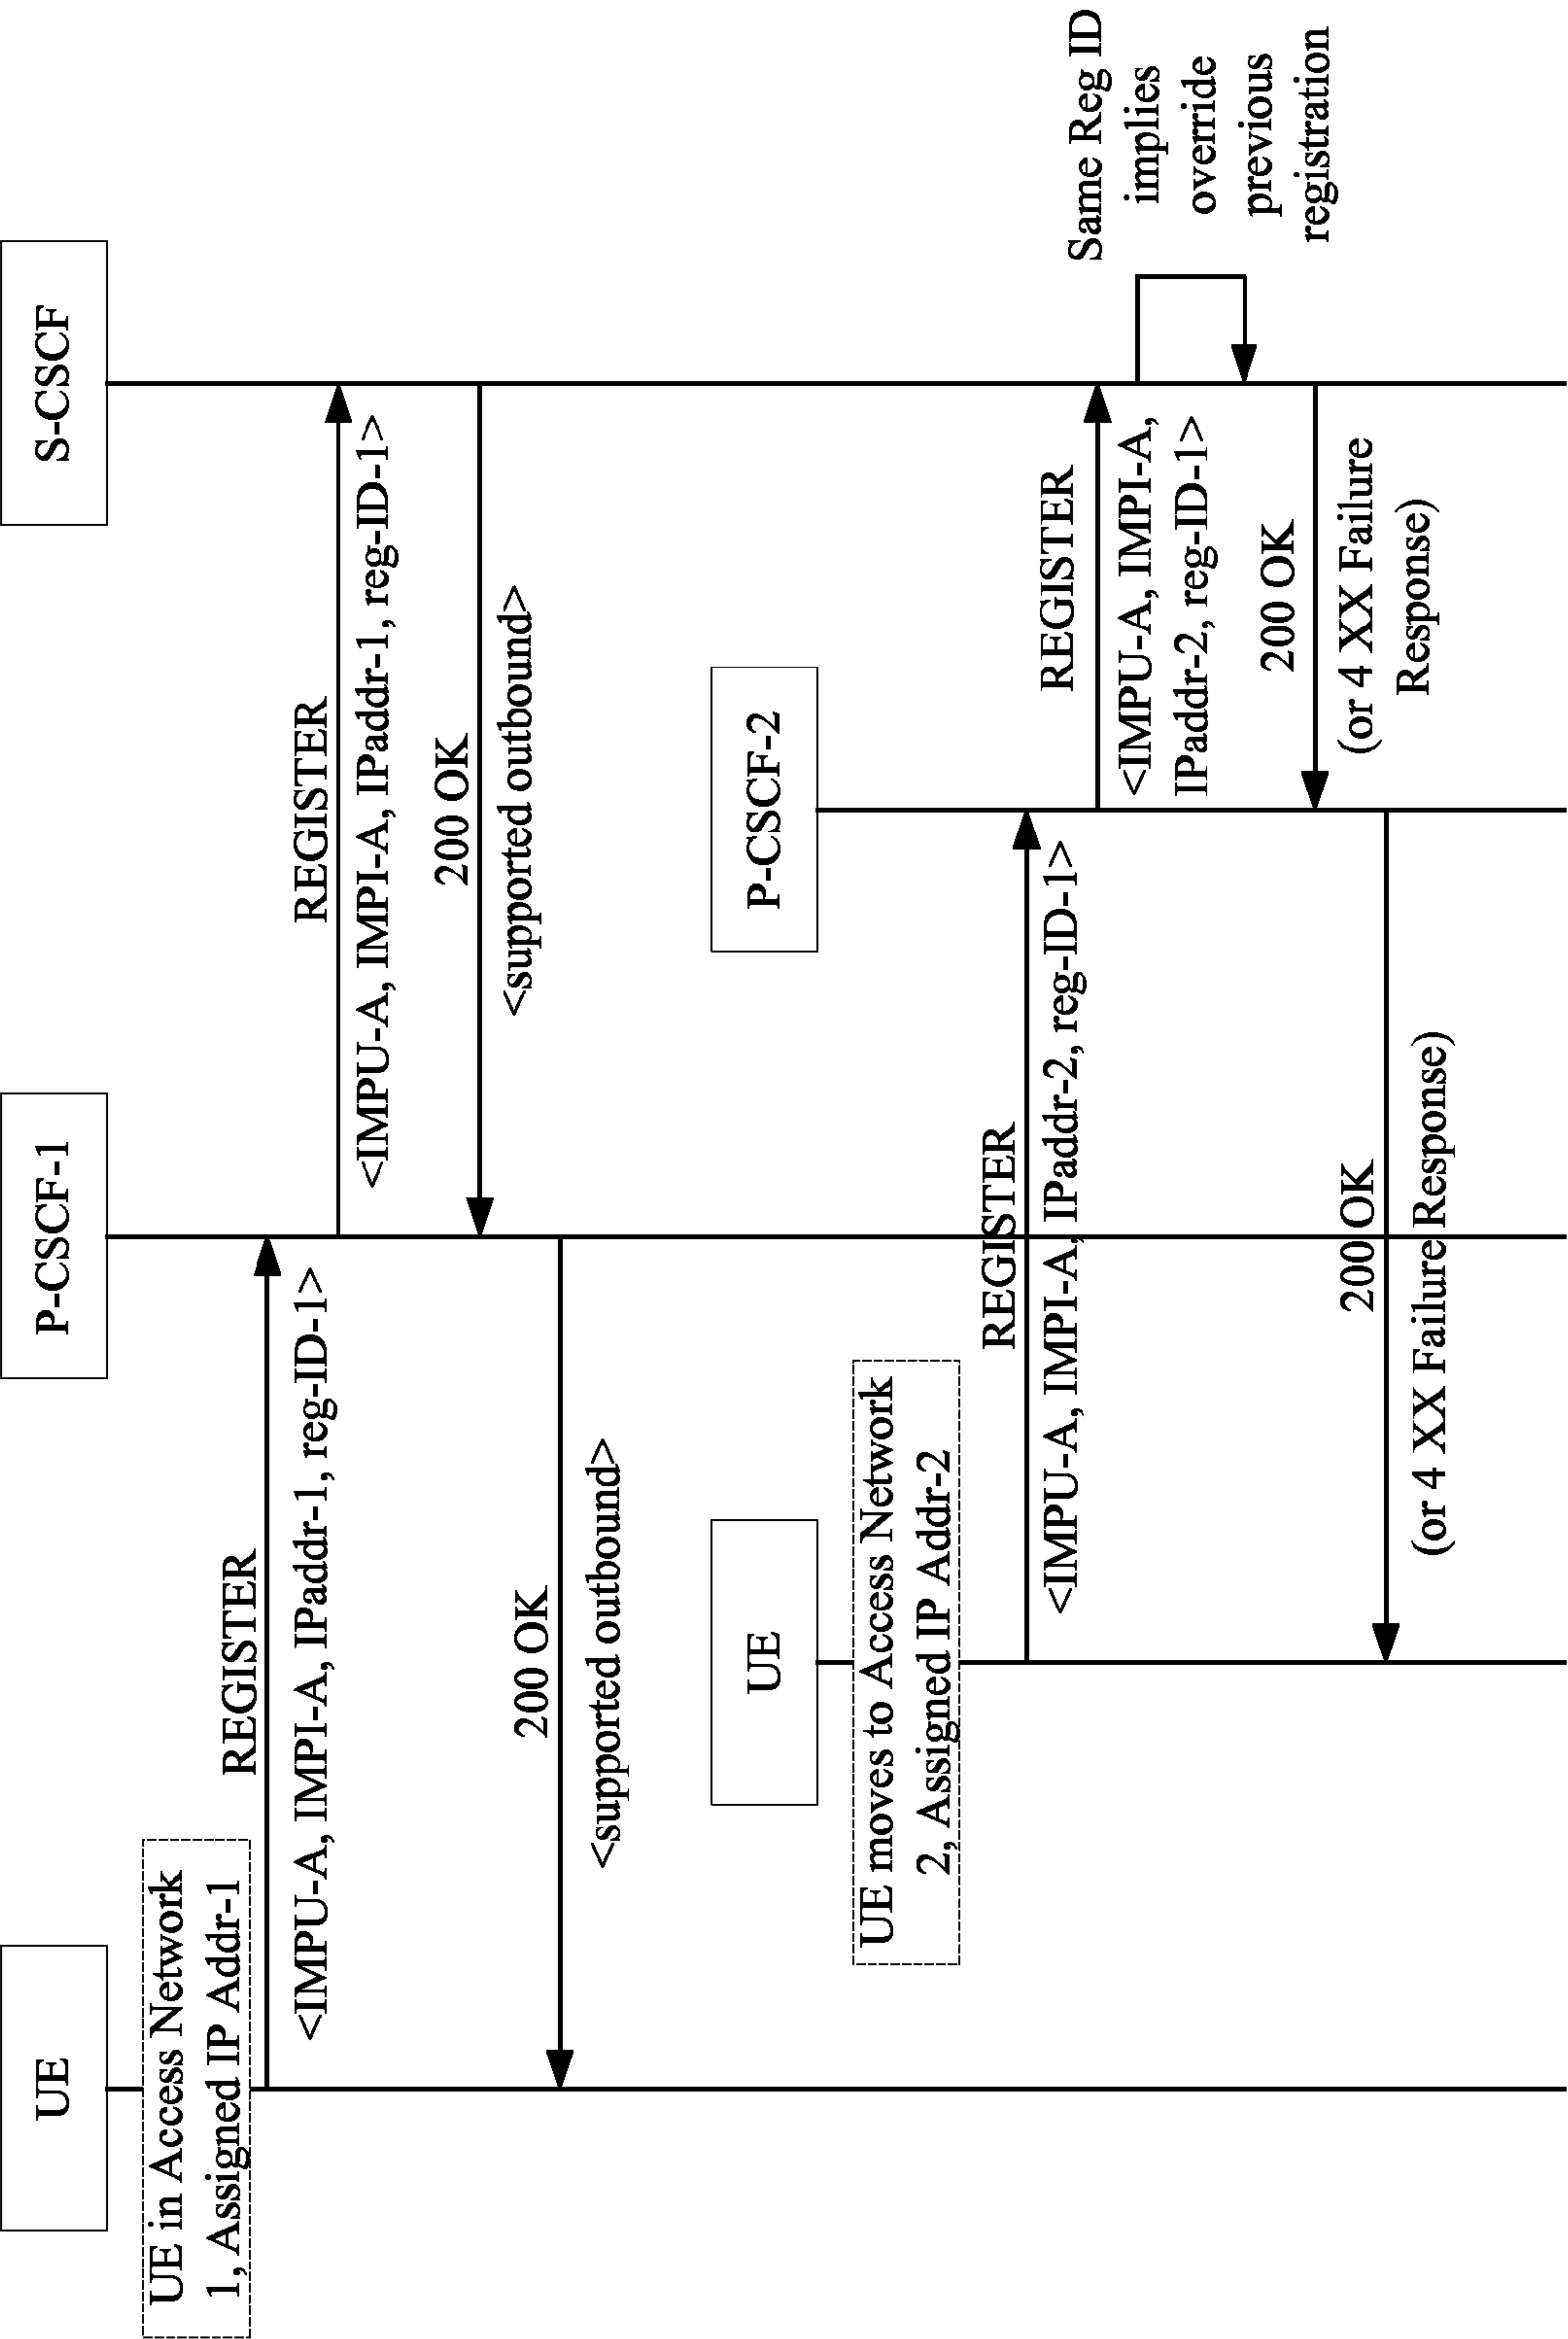 UE
P-CSCF-1
S-CSCF
UE in Access Network
1, Assigned IP Addr-1
REGISTER
<IMPU-A, IMPI-A, IPaddr-1, reg-ID-1>
REGISTER
<IMPU-A, IMPI-A, IPaddr-1, reg-ID-1>
200 OK
<supported outbound>
200 OK
<supported outbound>
UE
P-CSCF-2
UE moves to Access Network
2, Assigned IP Addr-2
REGISTER
<IMPU-A, IMPI-A, IPaddr-2, reg-ID-1>
REGISTER
<IMPU-A, IMPI-A,
IPaddr-2, reg-ID-1>
Same Reg ID
implies
override
previous
registration
200 OK
(or 4 XX Failure
Response)
200 OK
(or 4 XX Failure Response)